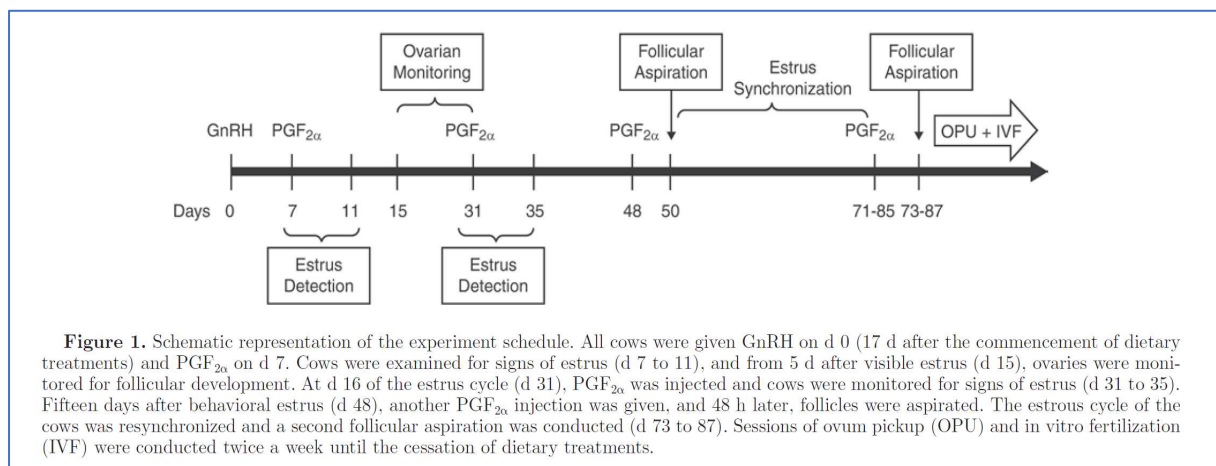 Ovarian
Monitoring
Follicular
Aspiration
Estrus
Synchronization
Follicular
Aspiration
GnRH PGF2α PGF2α PGF2α PGF2α OPU + IVF
Days 0 7 11 15 31 35 48 50 71-85 73-87
Estrus
Detection
Estrus
Detection
Figure 1. Schematic representation of the experiment schedule. All cows were given GnRH on d 0 (17 d after the commencement of dietary
treatments) and PGF2α on d 7. Cows were examined for signs of estrus (d 7 to 11), and from 5 d after visible estrus (d 15), ovaries were moni-
tored for follicular development. At d 16 of the estrus cycle (d 31), PGF2α was injected and cows were monitored for signs of estrus (d 31 to 35).
Fifteen days after behavioral estrus (d 48), another PGF2α injection was given, and 48 h later, follicles were aspirated. The estrous cycle of the
cows was resynchronized and a second follicular aspiration was conducted (d 73 to 87). Sessions of ovum pickup (OPU) and in vitro fertilization
(IVF) were conducted twice a week until the cessation of dietary treatments.